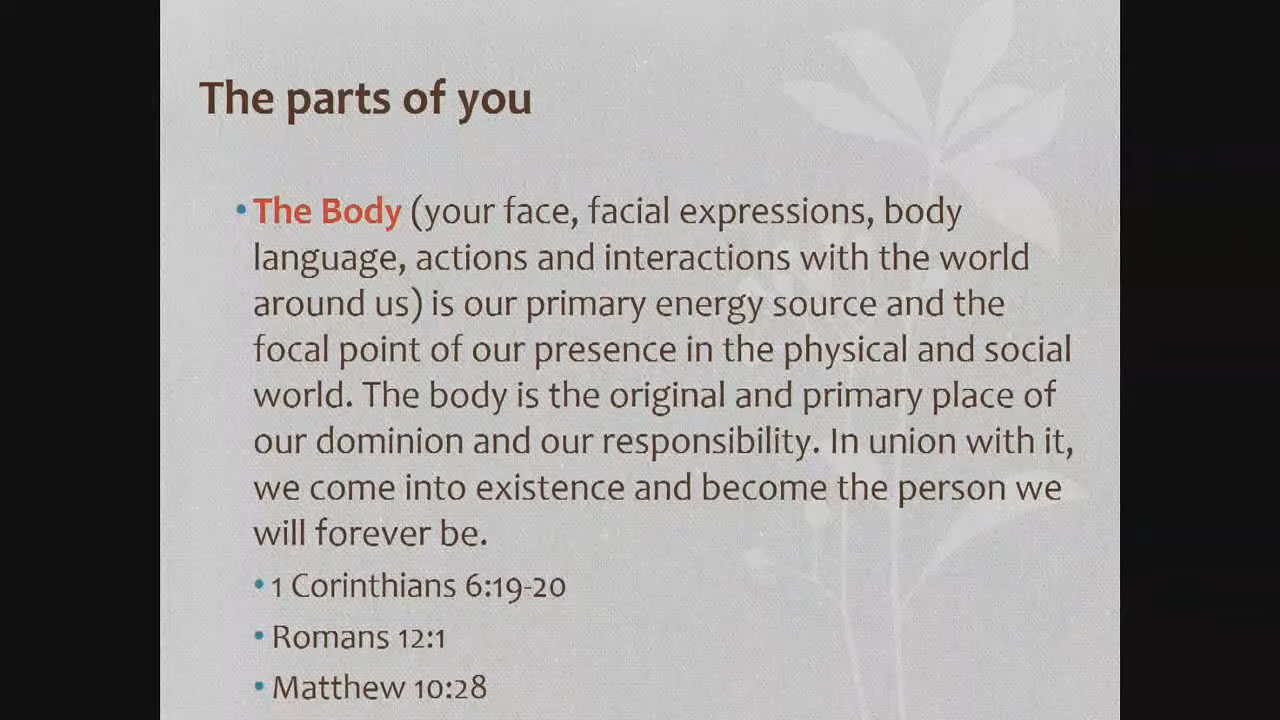 The parts of you
• The Body (your face, facial expressions, body
language, actions and interactions with the world
around us) is our primary energy source and the
focal point of our presence in the physical and social
world. The body is the original and primary place of
our dominion and our responsibility. In union with it,
we come into existence and become the person we
will forever be.
• 1 Corinthians 6:19-20
• Romans 12:1
• Matthew 10:28